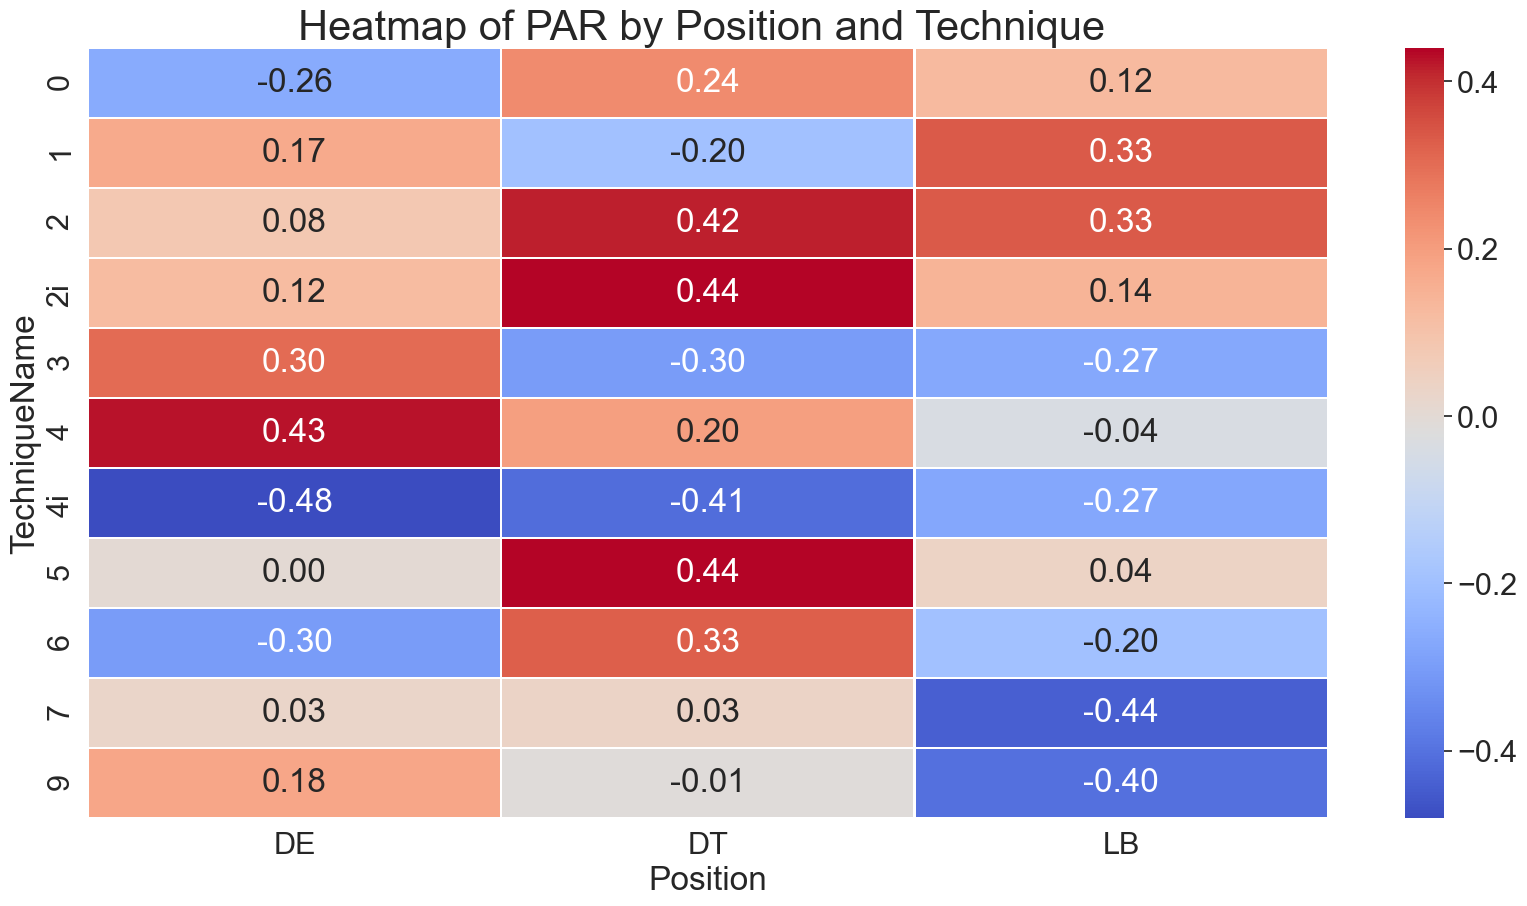 Heatmap of PAR by Position and Technique
TechniqueName
0 -0.26 0.24 0.12
1 0.17 -0.20 0.33
2 0.08 0.42 0.33
2i 0.12 0.44 0.14
3 0.30 -0.30 -0.27
4 0.43 0.20 -0.04
4i -0.48 -0.41 -0.27
5 0.00 0.44 0.04
6 -0.30 0.33 -0.20
7 0.03 0.03 -0.44
9 0.18 -0.01 -0.40
DE DT LB
Position
0.4
0.2
0.0
−0.2
−0.4